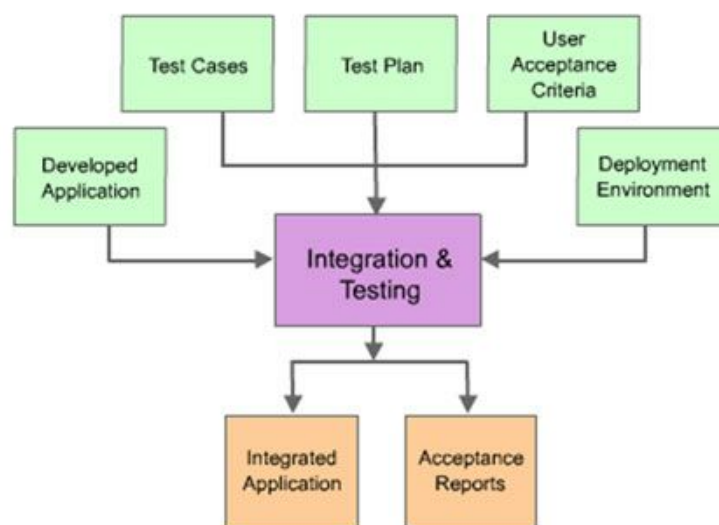 Test Cases
Test Plan
User
Acceptance
Criteria
Developed
Application
Deployment
Environment
Integration &
Testing
Integrated
Application
Acceptance
Reports